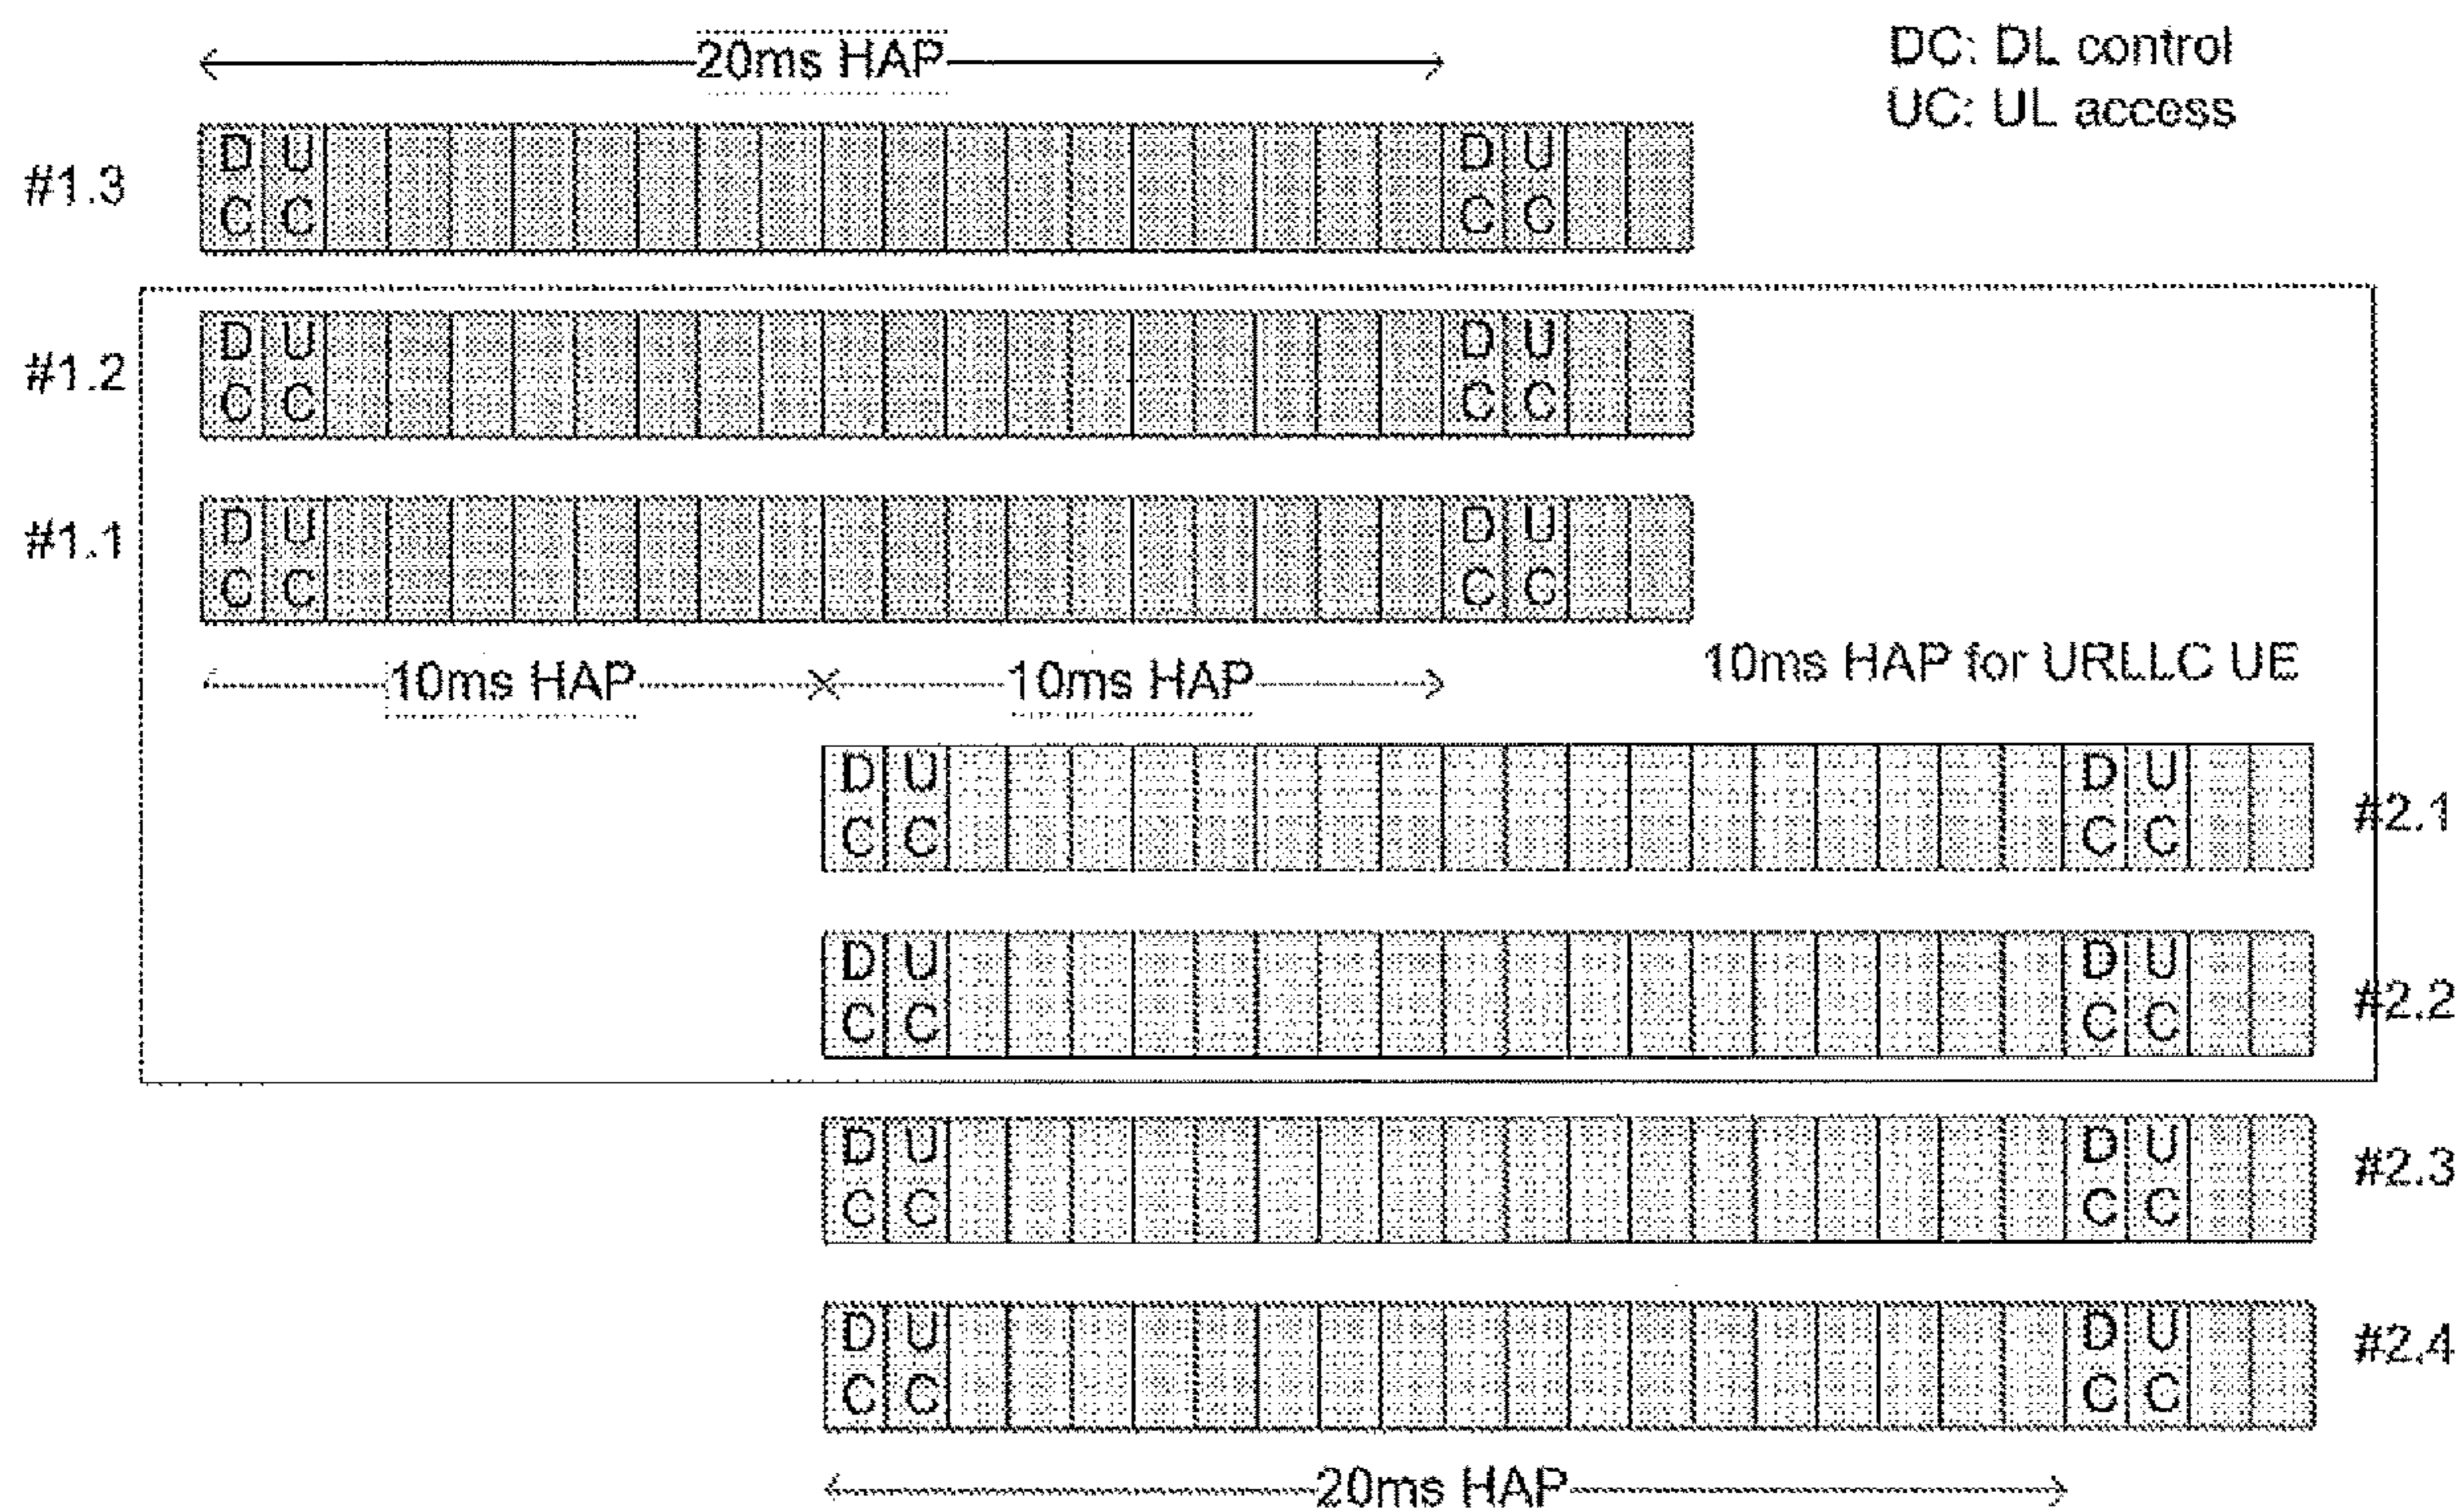 20ms HAP
DC: DL control
UC: UL access
#1.3
D U D U
C C C C
#1.2
D U D U
C C C C
#1.1
D U D U
C C C C
10ms HAP 10ms HAP
10ms HAP for URLLC UE
D U D U
C C C C
#2.1
D U D U
C C C C
#2.2
D U D U
C C C C
#2.3
D U D U
C C C C
#2.4
20ms HAP